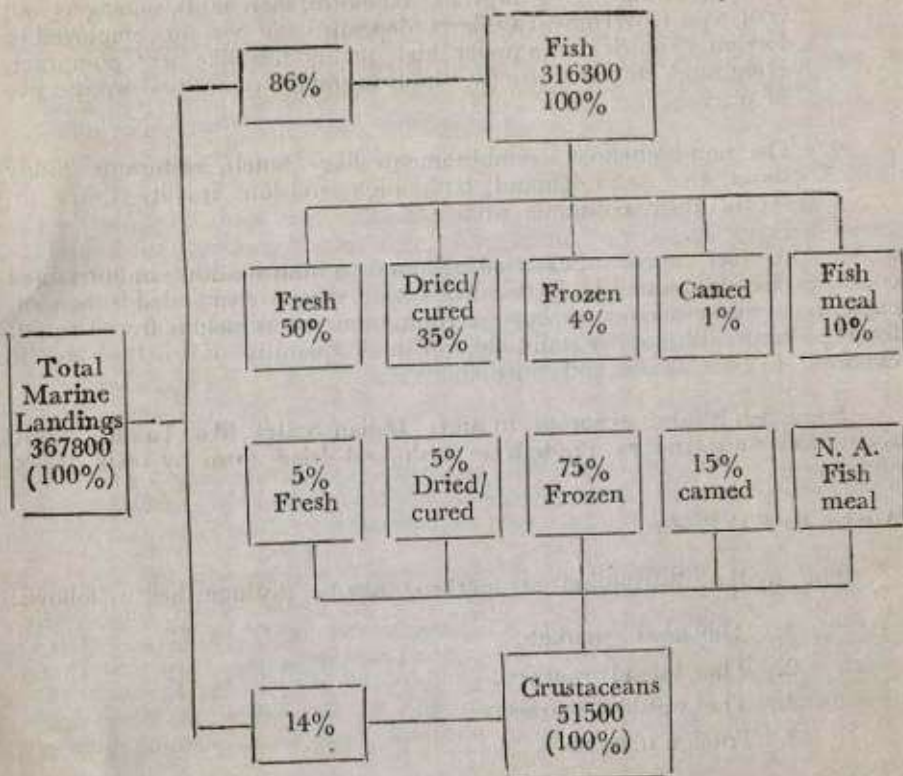 86%
Fish
316300
100%
Fresh
50%
Dried/
cured
35%
Frozen
4%
Caned
1%
Fish
meal
10%
Total
Marine
Landings
367800
(100%)
5%
Fresh
5%
Dried/
cured
75%
Frozen
15%
camed
N. A.
Fish
meal
14%
Crustaceans
51500
(100%)